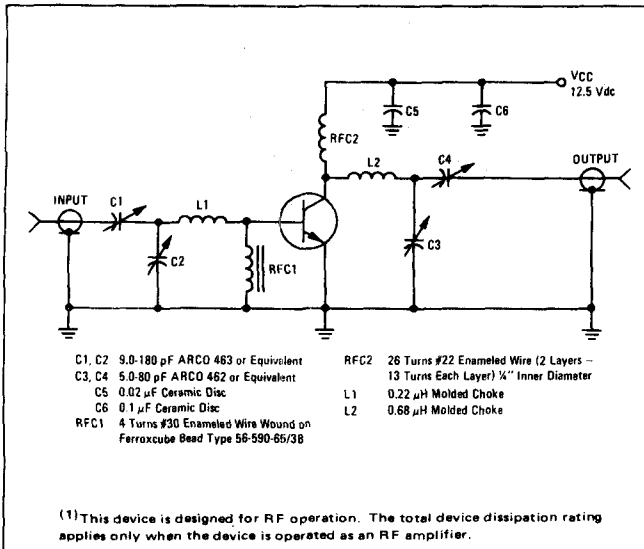 VCC
12.5 Vdc
C5
C6
RFC2
L2
C4
OUTPUT
INPUT
C1
L1
C2
RFC1
C3
C1, C2 9.0-180 pF ARCO 463 or Equivalent
C3, C4 5.0-80 pF ARCO 462 or Equivalent
C5 0.02 μF Ceramic Disc
C6 0.1 μF Ceramic Disc
RFC1 4 Turns #30 Enameled Wire Wound on
Ferroxcube Bead Type 56-590-65/3B
RFC2 26 Turns #22 Enameled Wire (2 Layers –
13 Turns Each Layer) ¼" Inner Diameter
L1 0.22 μH Molded Choke
L2 0.68 μH Molded Choke
(1)This device is designed for RF operation. The total device dissipation rating
applies only when the device is operated as an RF amplifier.